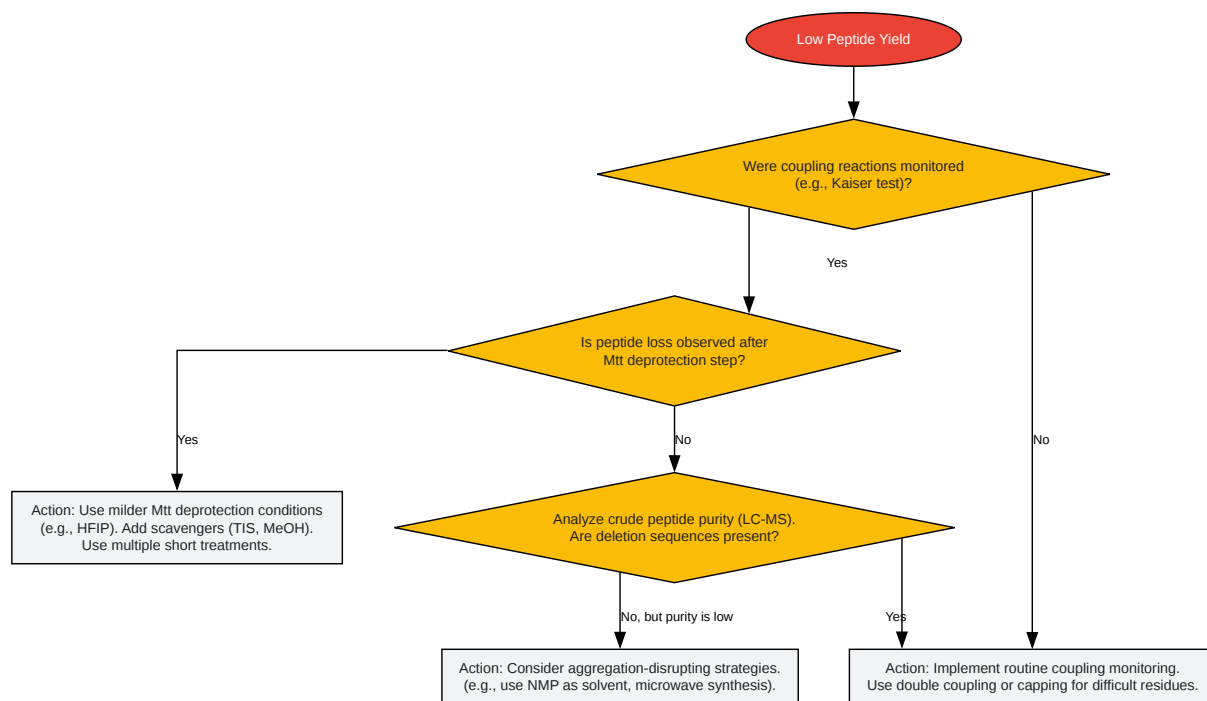 Low Peptide Yield
Were coupling reactions monitored
(e.g., Kaiser test)?
Yes
Is peptide loss observed after
Mtt deprotection step?
Yes
No
No
Action: Use milder Mtt deprotection conditions
(e.g., HFIP). Add scavengers (TIS, MeOH).
Use multiple short treatments.
Analyze crude peptide purity (LC-MS).
Are deletion sequences present?
No, but purity is low
Yes
Action: Consider aggregation-disrupting strategies.
(e.g., use NMP as solvent, microwave synthesis).
Action: Implement routine coupling monitoring.
Use double coupling or capping for difficult residues.